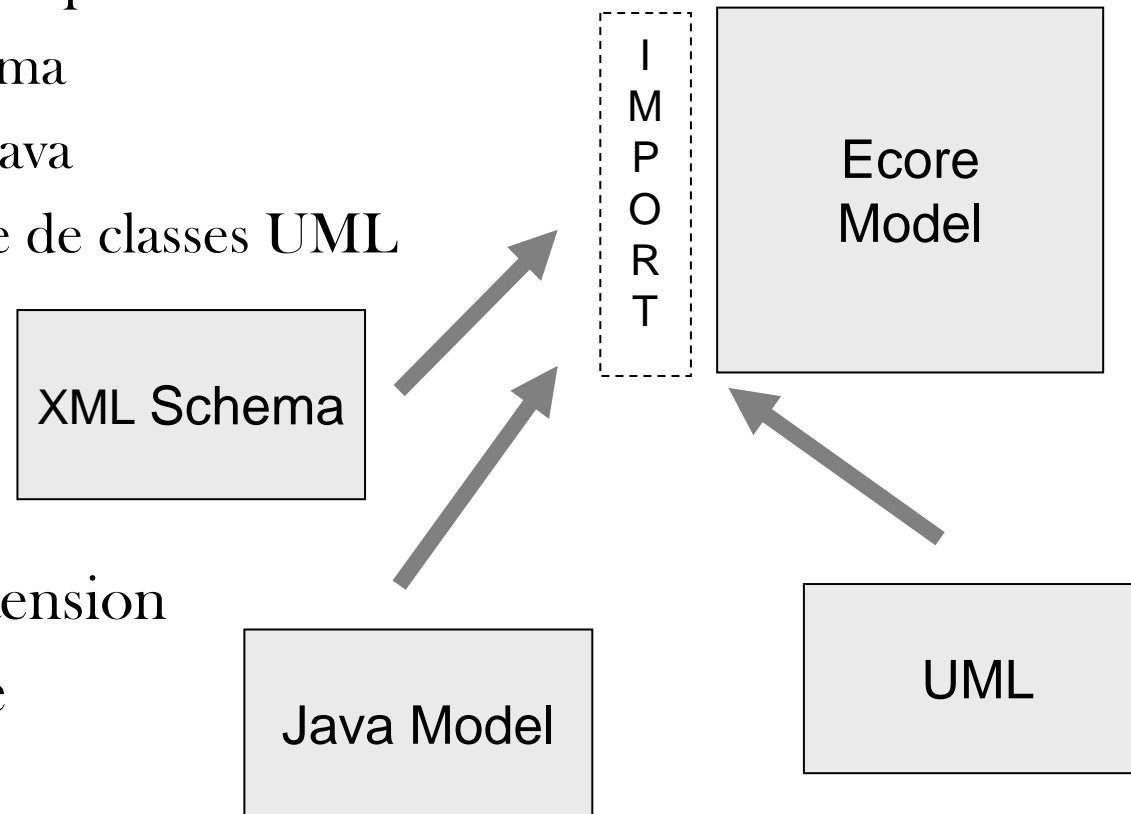 ma
ava
e de classes UML
XML Schema
I
M
P
O
R
T
Ecore
Model
ension
e
Java Model
UML